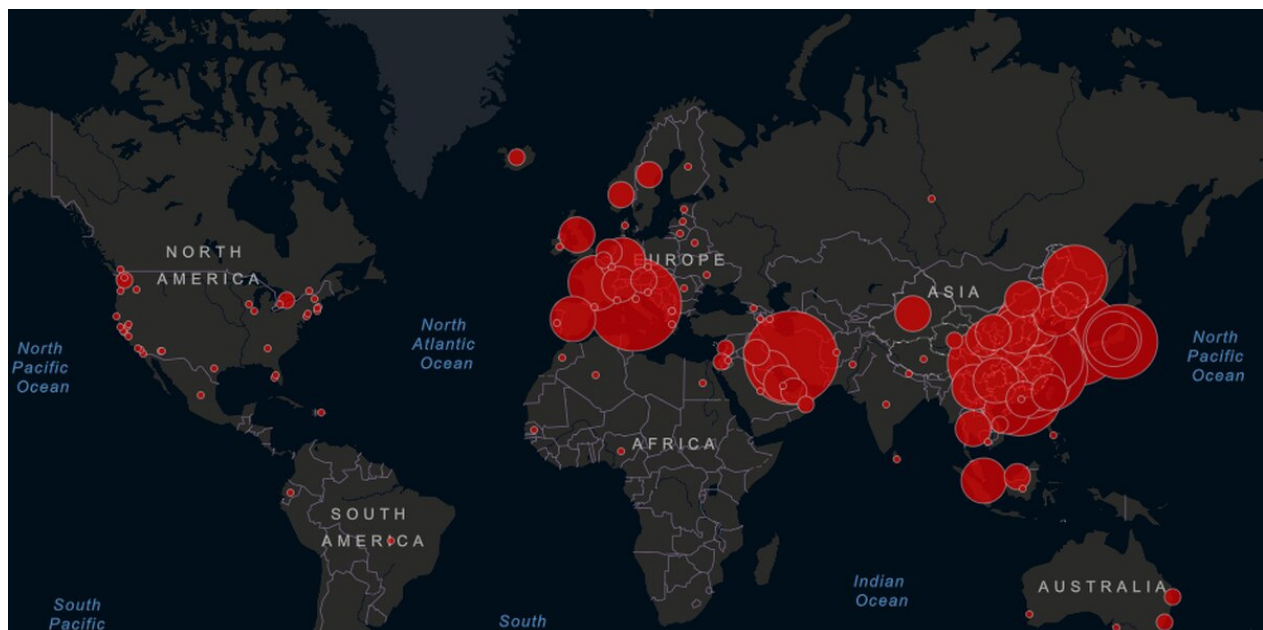 NORTH
AMERICA
EUROPE
ASIA
North
Pacific
Ocean
North
Atlantic
Ocean
North
Pacific
Ocean
AFRICA
SOUTH
AMERICA
Indian
Ocean
AUSTRALIA
South
Pacific
South